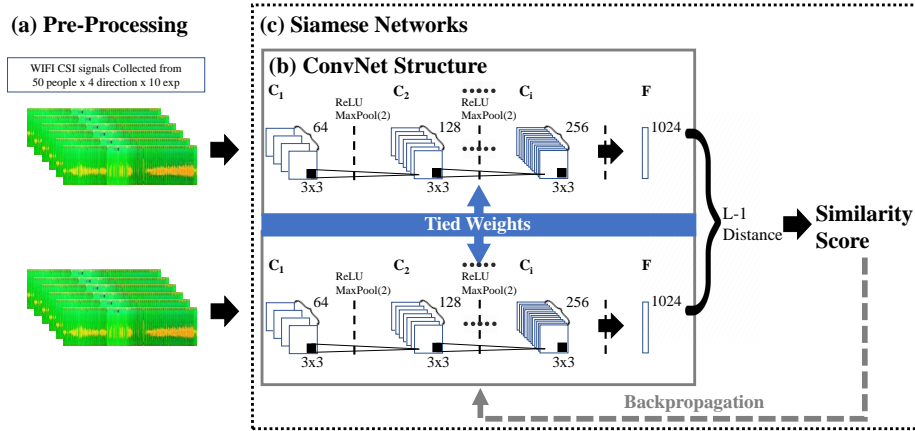 (a) Pre-Processing
WIFI CSI signals Collected from
50 people x 4 direction x 10 exp
(c) Siamese Networks
(b) ConvNet Structure
C1
ReLU
MaxPool(2)
C2
ReLU
MaxPool(2)
Ci
F
64
128
256
1024
3x3
3x3
3x3
Tied Weights
L-1
Distance
Similarity
Score
C1
ReLU
MaxPool(2)
C2
ReLU
MaxPool(2)
Ci
F
64
128
256
1024
3x3
3x3
3x3
Backpropagation